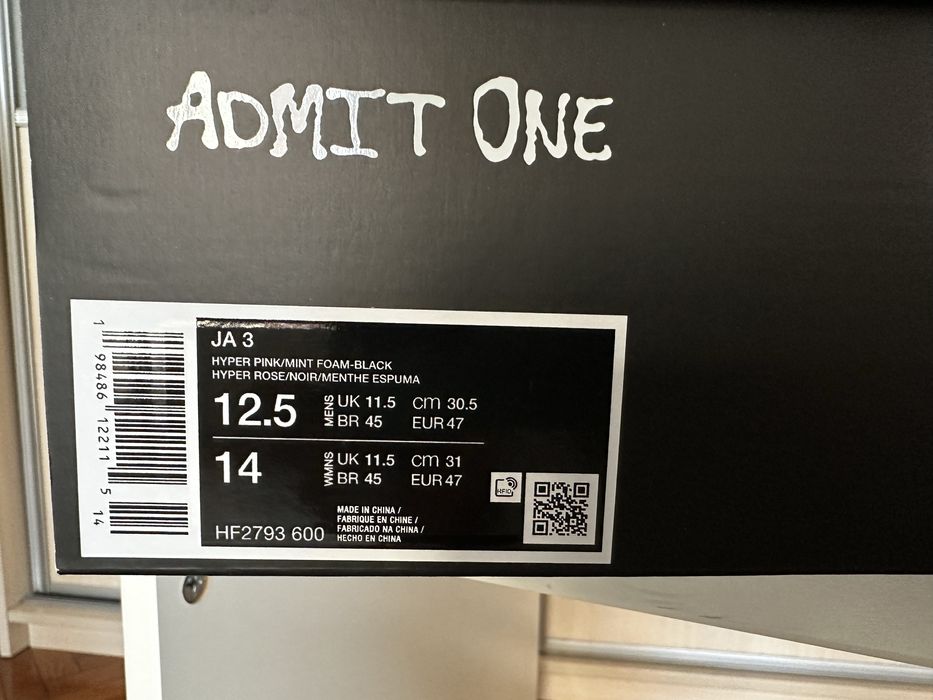 ADMIT ONE
1 98486 12211 5 14
JA 3
HYPER PINK/MINT FOAM-BLACK
HYPER ROSE/NOIR/MENTHE ESPUMA
12.5 MENS UK 11.5 cm 30.5
BR 45 EUR 47
14 WMNS UK 11.5 cm 31
BR 45 EUR 47
RFID
HF2793 600
MADE IN CHINA /
FABRIQUE EN CHINE /
FABRICADO NA CHINA /
HECHO EN CHINA